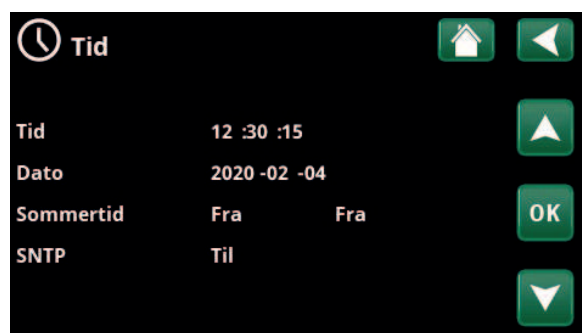 Tid
Tid 12 :30 :15
Dato 2020 -02 -04
Sommertid Fra Fra
OK
SNTP Til